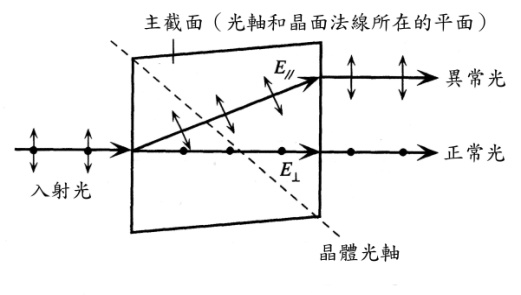 主截面（光軸和晶面法線所在的平面）
E//
異常光
正常光
E⊥
入射光
晶體光軸